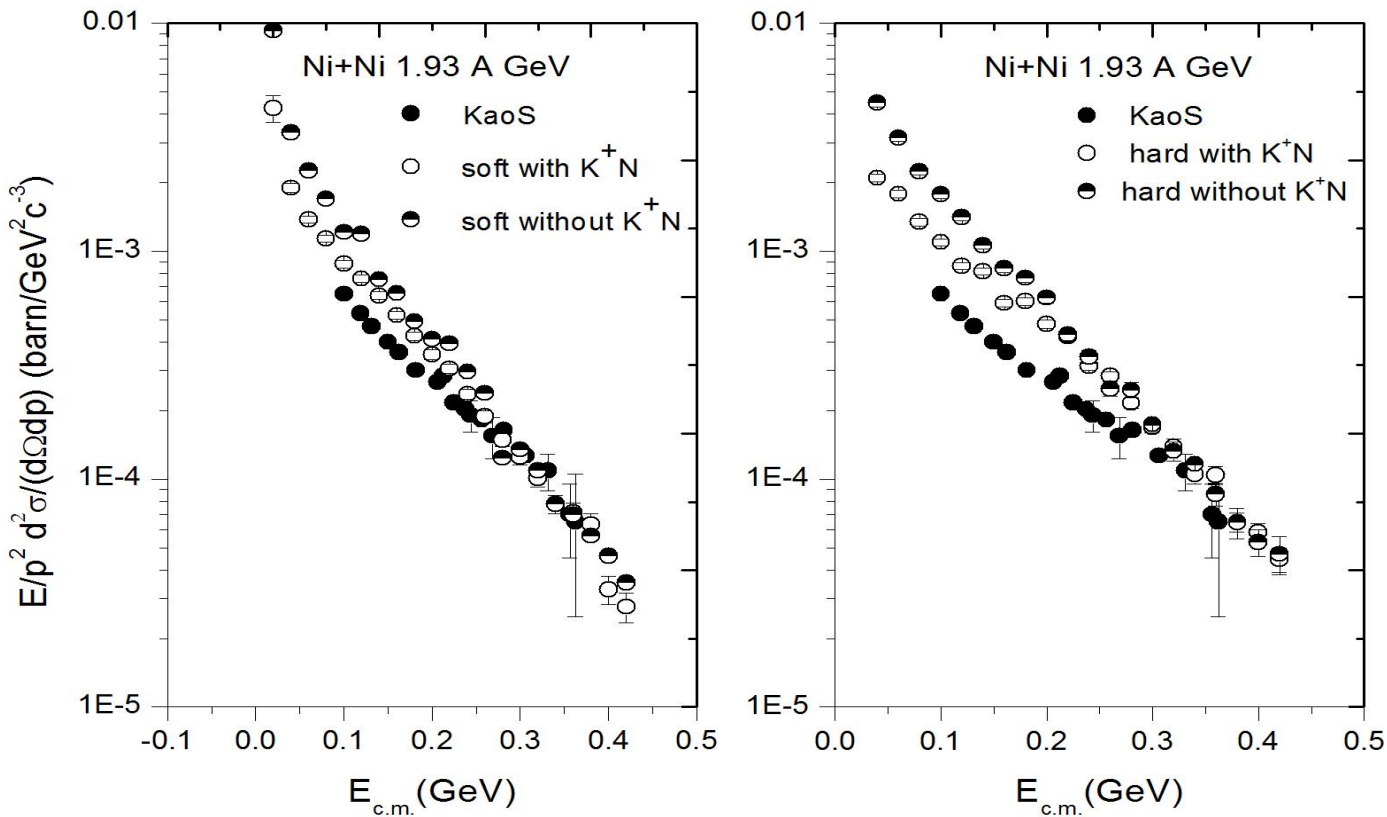 E/p² d²σ/(dΩdp) (barn/GeV²c⁻³)
0.01
1E-3
1E-4
1E-5
Ni+Ni 1.93 A GeV
KaoS
soft with K⁺N
soft without K⁺N
-0.1 0.0 0.1 0.2 0.3 0.4 0.5
E c.m. (GeV)
0.01
1E-3
1E-4
1E-5
Ni+Ni 1.93 A GeV
KaoS
hard with K⁺N
hard without K⁺N
0.0 0.1 0.2 0.3 0.4 0.5
E c.m. (GeV)